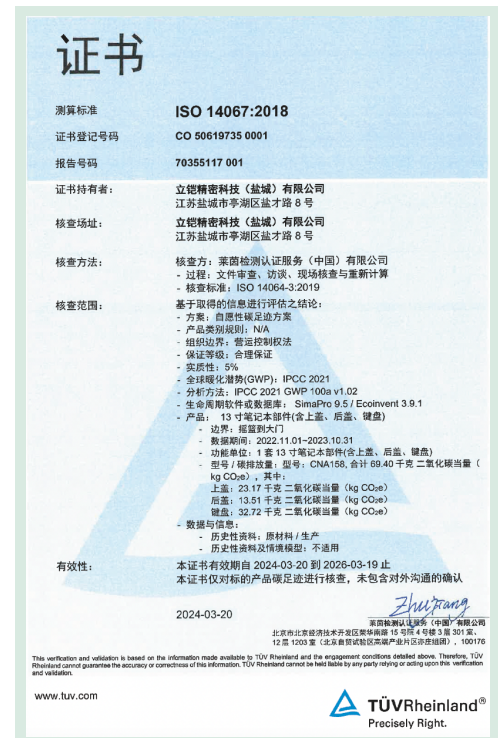 证书
测算标准 ISO 14067:2018
证书登记号码 CO 50619735 0001
报告号码 70355117 001
证书持有者: 立铠精密科技（盐城）有限公司
江苏盐城市亭湖区盐才路 8 号
核查场址: 立铠精密科技（盐城）有限公司
江苏盐城市亭湖区盐才路 8 号
核查方法: 核查方: 莱茵检测认证服务（中国）有限公司
- 过程: 文件审查、访谈、现场核查与重新计算
- 核查标准: ISO 14064-3:2019
核查范围: 基于取得的信息进行评估之结论:
- 方案: 自愿性碳足迹方案
- 产品类别规则: N/A
- 组织边界: 营运控制权法
- 保证等级: 合理保证
- 实质性: 5%
- 全球暖化潜势(GWP): IPCC 2021
- 分析方法: IPCC 2021 GWP 100a v1.02
- 生命周期软件或数据库: SimaPro 9.5 / Ecoinvent 3.9.1
- 产品: 13 寸笔记本部件(含上盖、后盖、键盘)
- 边界: 摇篮到大门
- 数据期间: 2022.11.01~2023.10.31
- 功能单位: 1 套 13 寸笔记本部件(含上盖、后盖、键盘)
- 型号 / 碳排放量: 型号: CNA158, 合计 69.40 千克 二氧化碳当量（
kg CO₂e）, 其中:
上盖: 23.17 千克 二氧化碳当量（kg CO₂e）
后盖: 13.51 千克 二氧化碳当量（kg CO₂e）
键盘: 32.72 千克 二氧化碳当量（kg CO₂e）
- 数据与信息:
- 历史性资料: 原材料 / 生产
- 历史性资料及情境模型: 不适用
有效性: 本证书有效期自 2024-03-20 到 2026-03-19 止
本证书仅对标的产品碳足迹进行核查，未包含对外沟通的确认
2024-03-20
莱茵检测认证服务（中国）有限公司
北京市北京经济技术开发区荣华南路 15 号院 4 号楼 3 层 301 室、
12 层 1203 室（北京自贸试验区高端产业片区亦庄组团）, 100176
This verification and validation is based on the information made available to TÜV Rheinland and the engagement conditions detailed above. Therefore, TÜV
Rheinland cannot guarantee the accuracy or correctness of this information. TÜV Rheinland cannot be held liable by any party relying or acting upon this verification
and validation.
www.tuv.com
TÜVRheinland®
Precisely Right.